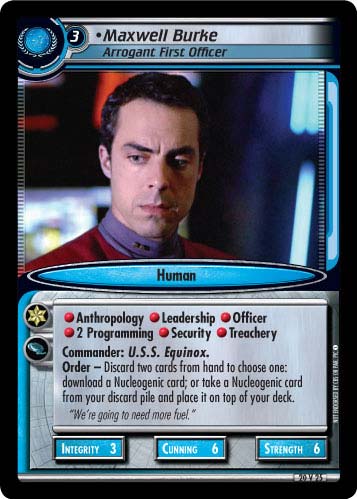 3
•Maxwell Burke
Arrogant First Officer
Human
Anthropology Leadership Officer
2 Programming Security Treachery
Commander: U.S.S. Equinox.
Order – Discard two cards from hand to choose one:
download a Nucleogenic card; or take a Nucleogenic card
from your discard pile and place it on top of your deck.
"We're going to need more fuel."
INTEGRITY 3 CUNNING 6 STRENGTH 6
20 V 25